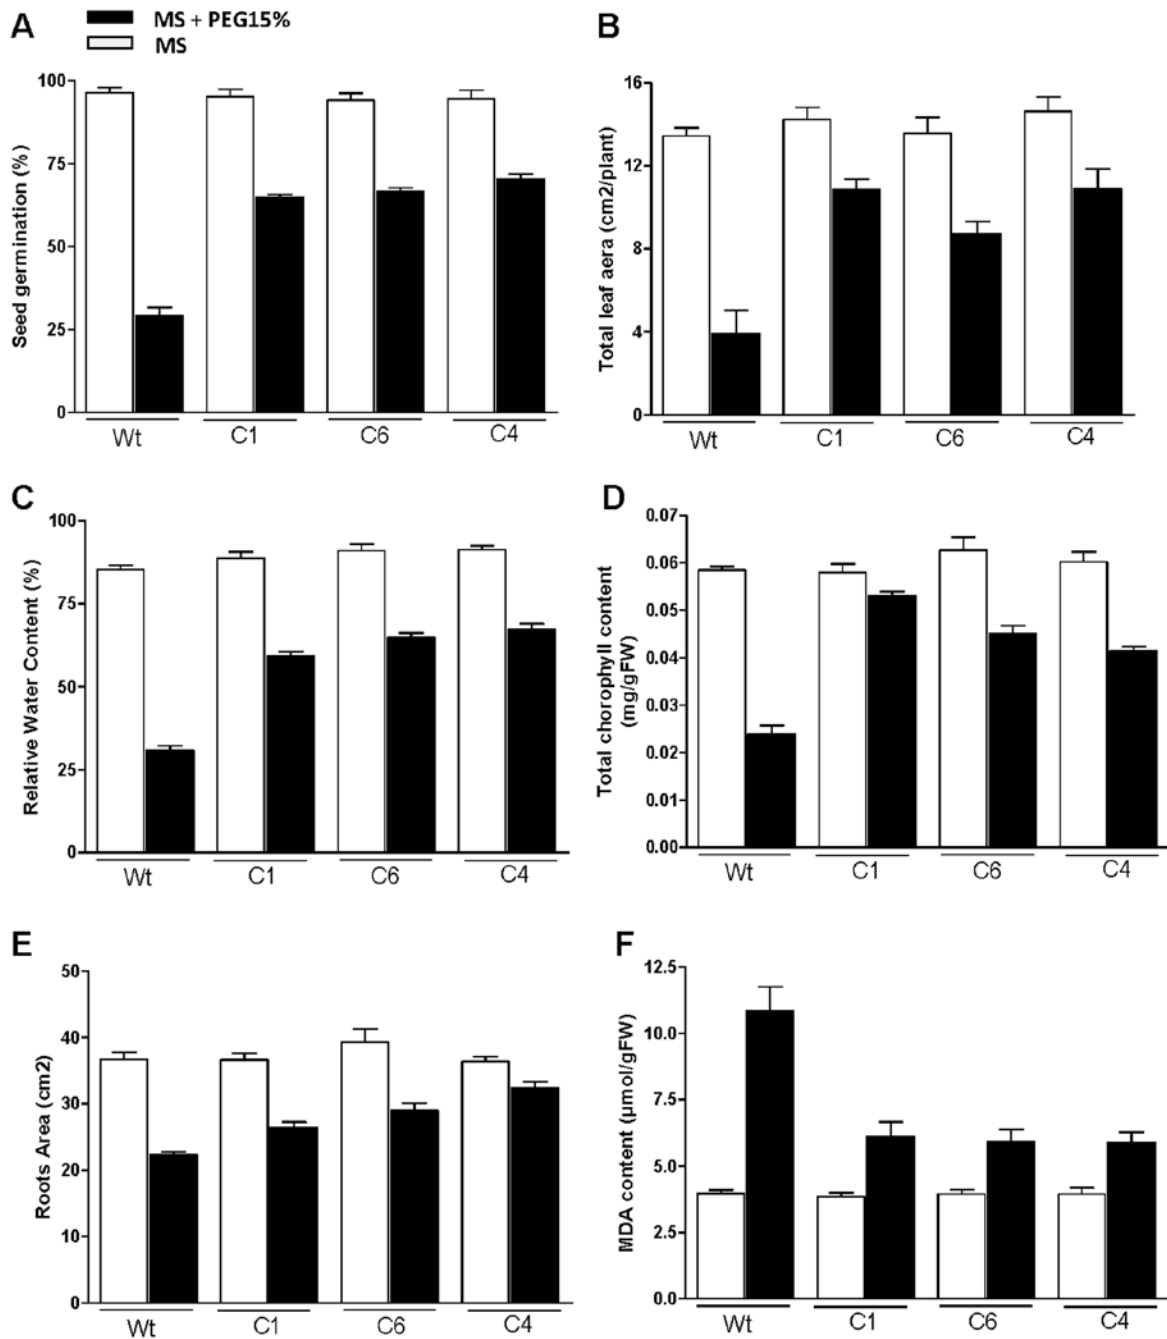 A
MS + PEG15%
MS
Seed germination (%)
100
75
50
25
0
Wt C1 C6 C4
B
Total leaf aera (cm2/plant)
16
12
8
4
0
Wt C1 C6 C4
C
Relative Water Content (%)
100
75
50
25
0
Wt C1 C6 C4
D
Total chorophyll content
(mg/gFW)
0.07
0.06
0.05
0.04
0.03
0.02
0.01
0.00
Wt C1 C6 C4
E
Roots Area (cm2)
50
40
30
20
10
0
Wt C1 C6 C4
F
MDA content (µmol/gFW)
12.5
10.0
7.5
5.0
2.5
0.0
Wt C1 C6 C4